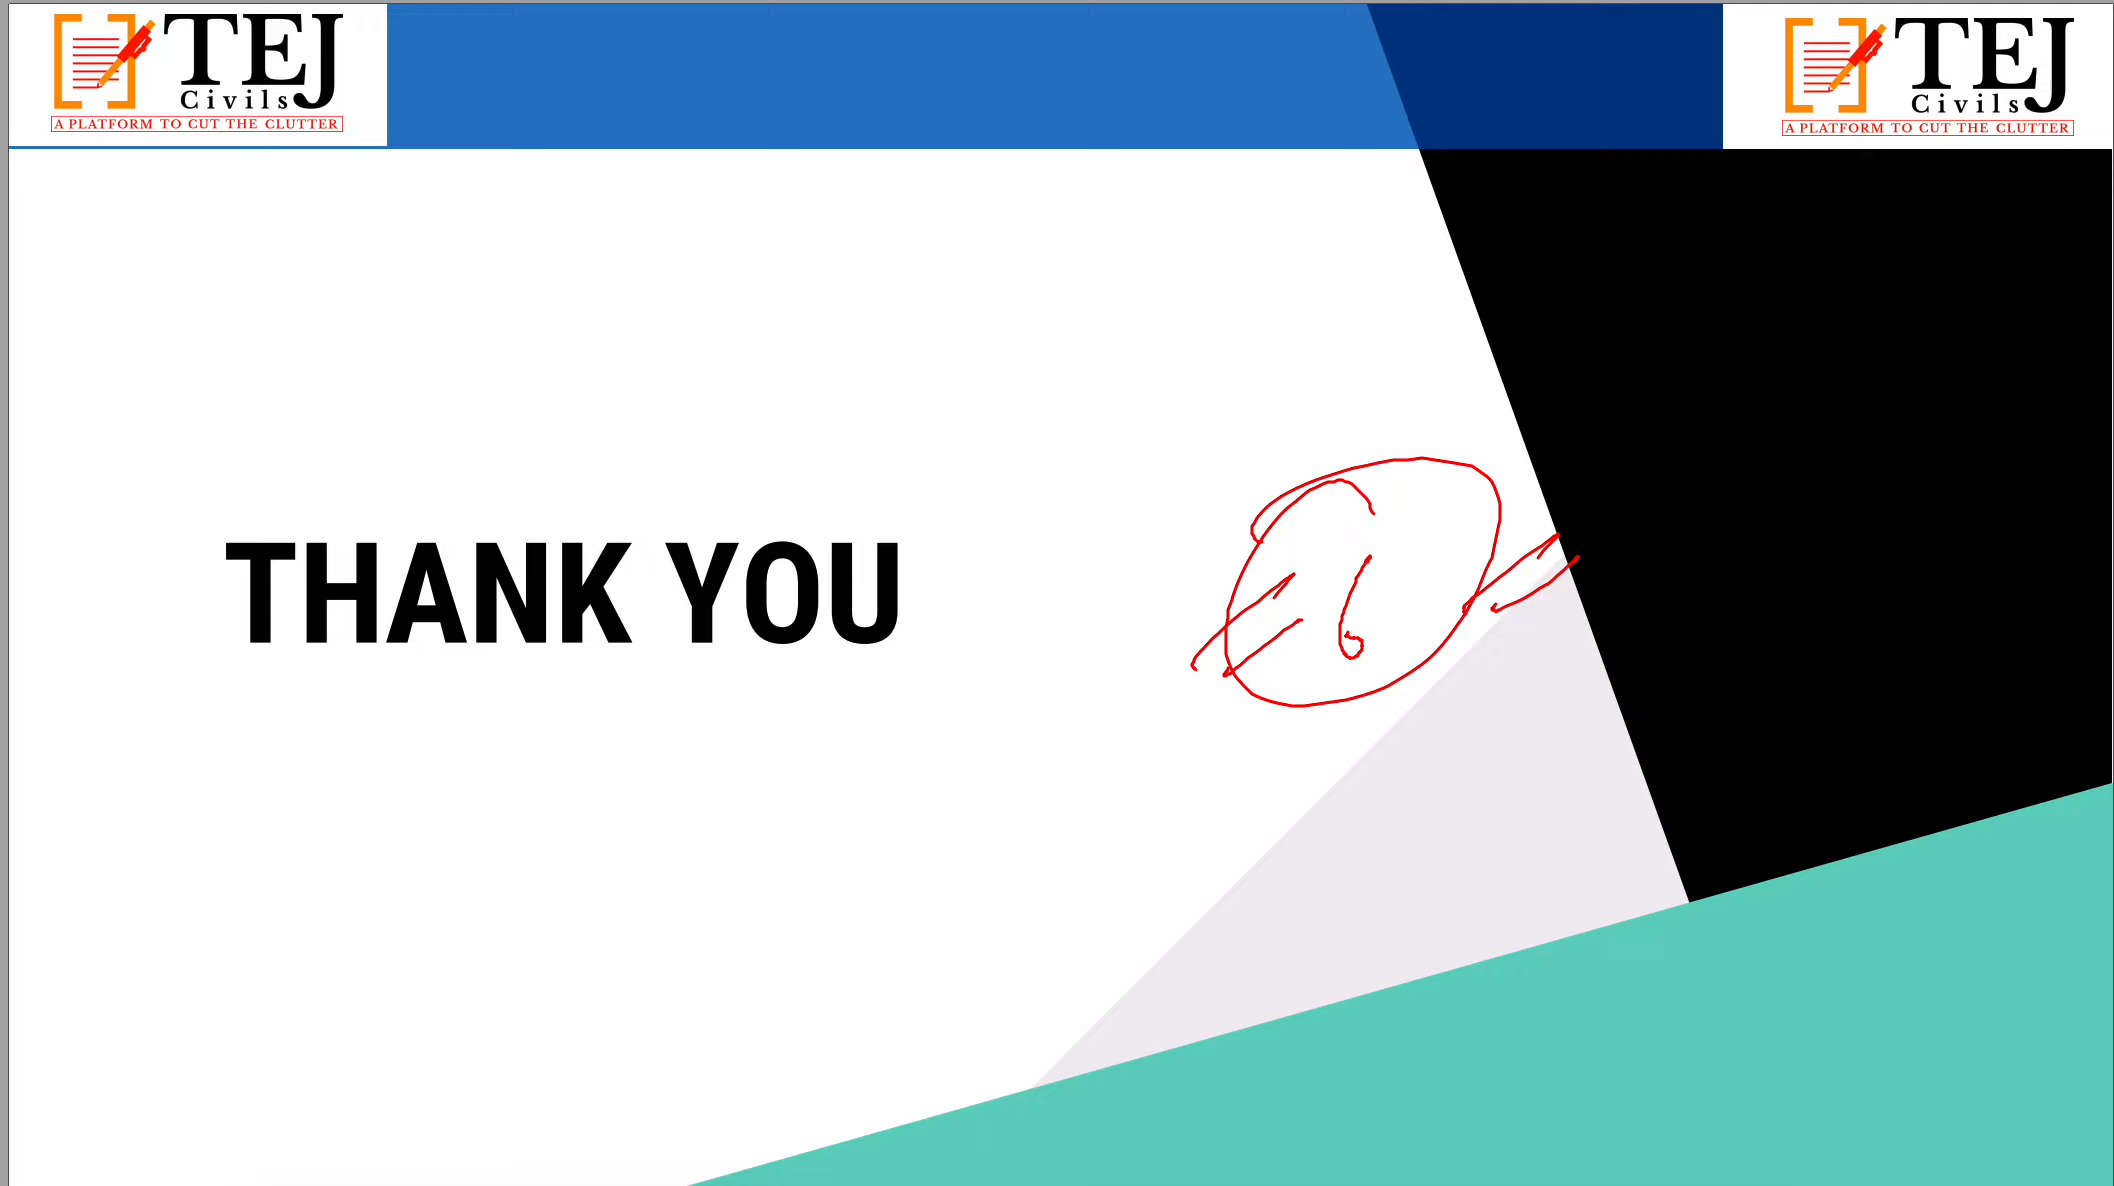 TEJ
Civils
A PLATFORM TO CUT THE CLUTTER
TEJ
Civils
A PLATFORM TO CUT THE CLUTTER
THANK YOU